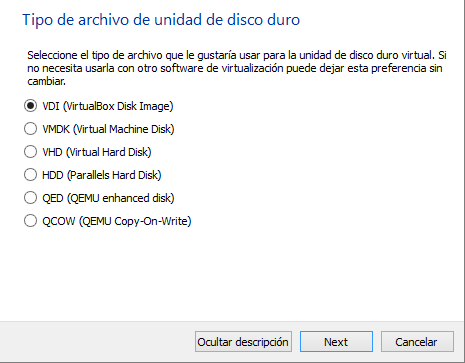 Tipo de archivo de unidad de disco duro
Seleccione el tipo de archivo que le gustaría usar para la unidad de disco duro virtual. Si
no necesita usarla con otro software de virtualización puede dejar esta preferencia sin
cambiar.
VDI (VirtualBox Disk Image)
VMDK (Virtual Machine Disk)
VHD (Virtual Hard Disk)
HDD (Parallels Hard Disk)
QED (QEMU enhanced disk)
QCOW (QEMU Copy-On-Write)
Ocultar descripción
Next
Cancelar